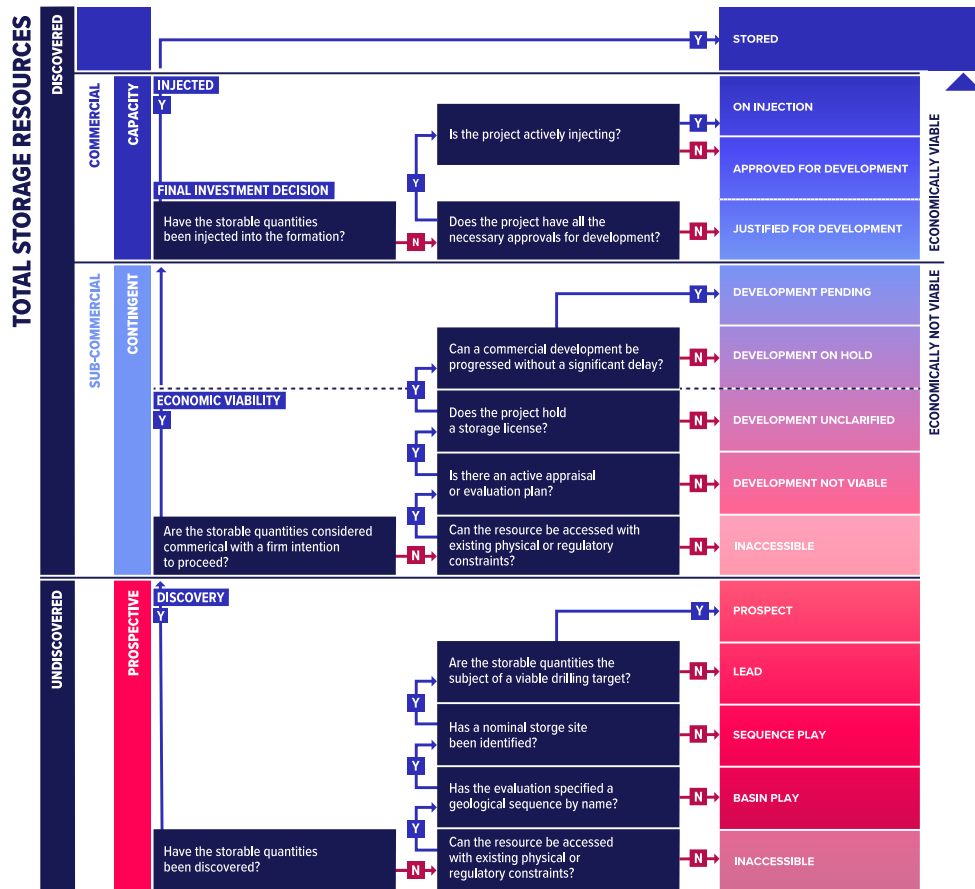 TOTAL STORAGE RESOURCES
DISCOVERED
Y
STORED
COMMERCIAL
CAPACITY
INJECTED
Y
Is the project actively injecting?
Y
ON INJECTION
N
APPROVED FOR DEVELOPMENT
Y
FINAL INVESTMENT DECISION
Have the storable quantities
been injected into the formation?
N
Does the project have all the
necessary approvals for development?
N
JUSTIFIED FOR DEVELOPMENT
ECONOMICALLY VIABLE
SUB-COMMERCIAL
CONTINGENT
Y
DEVELOPMENT PENDING
Can a commercial development be
progressed without a significant delay?
N
DEVELOPMENT ON HOLD
ECONOMICALLY NOT VIABLE
ECONOMIC VIABILITY
Y
Y
Does the project hold
a storage license?
N
DEVELOPMENT UNCLARIFIED
Y
Is there an active appraisal
or evaluation plan?
N
DEVELOPMENT NOT VIABLE
Y
Are the storable quantities considered
commerical with a firm intention
to proceed?
N
Can the resource be accessed with
existing physical or regulatory
constraints?
N
INACCESSIBLE
UNDISCOVERED
PROSPECTIVE
DISCOVERY
Y
Y
PROSPECT
Are the storable quantities the
subject of a viable drilling target?
N
LEAD
Y
Has a nominal storge site
been identified?
N
SEQUENCE PLAY
Y
Has the evaluation specified a
geological sequence by name?
N
BASIN PLAY
Y
Have the storable quantities
been discovered?
N
Can the resource be accessed
with existing physical or
regulatory constraints?
N
INACCESSIBLE